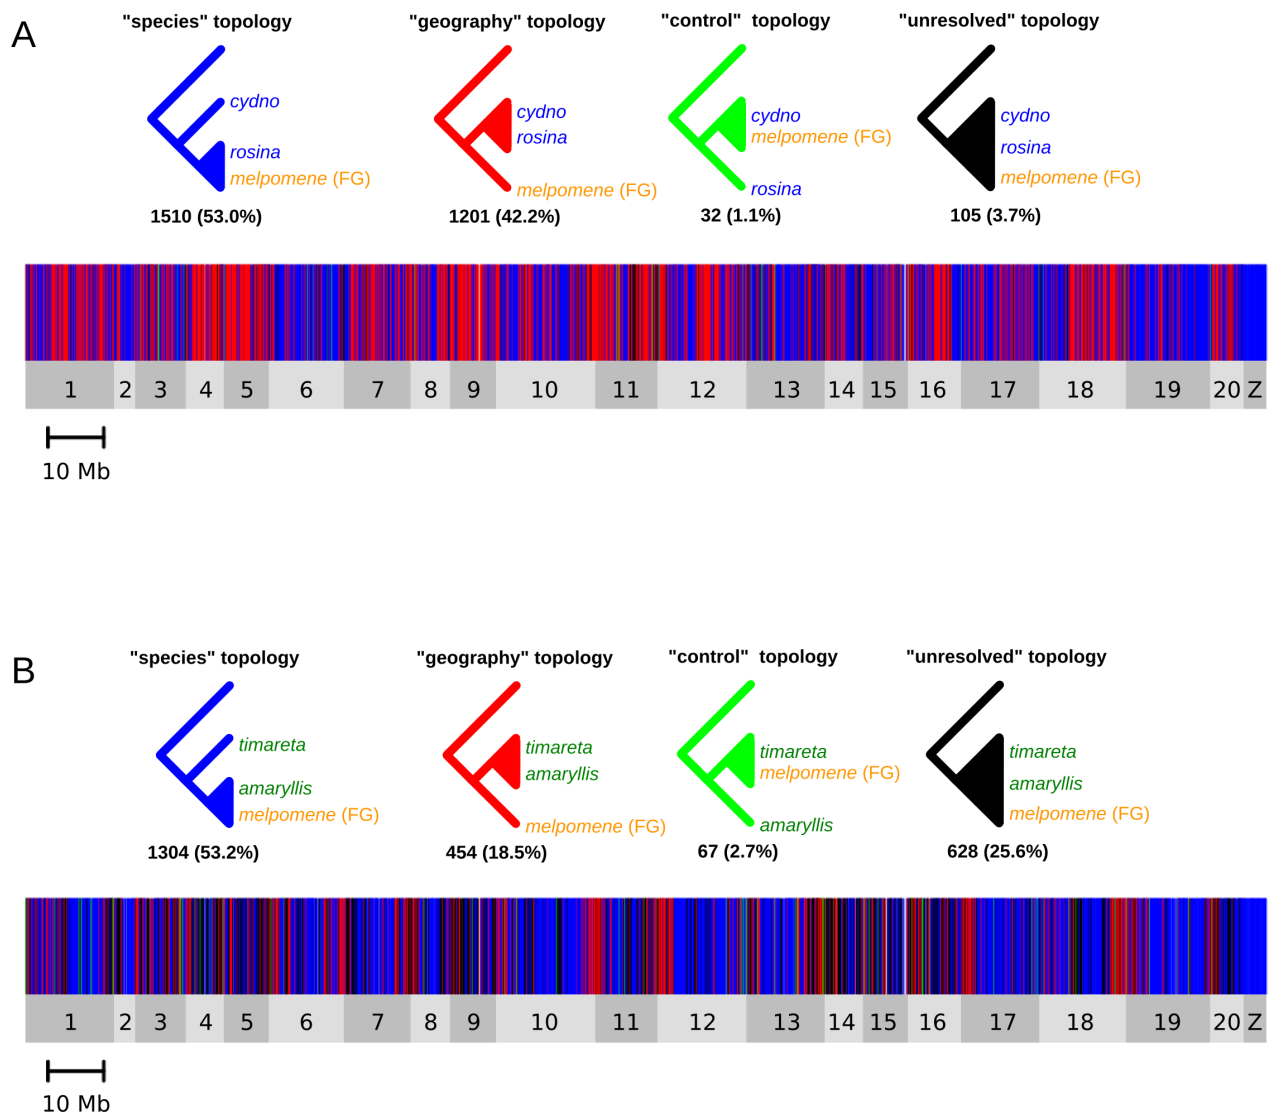 A
"species" topology
"geography" topology
"control" topology
"unresolved" topology
cydno
rosina
melpomene (FG)
cydno
rosina
melpomene (FG)
cydno
melpomene (FG)
rosina
cydno
rosina
melpomene (FG)
1510 (53.0%)
1201 (42.2%)
32 (1.1%)
105 (3.7%)
1 2 3 4 5 6 7 8 9 10 11 12 13 14 15 16 17 18 19 20 Z
10 Mb
B
"species" topology
"geography" topology
"control" topology
"unresolved" topology
timareta
amaryllis
melpomene (FG)
timareta
amaryllis
melpomene (FG)
timareta
melpomene (FG)
amaryllis
timareta
amaryllis
melpomene (FG)
1304 (53.2%)
454 (18.5%)
67 (2.7%)
628 (25.6%)
1 2 3 4 5 6 7 8 9 10 11 12 13 14 15 16 17 18 19 20 Z
10 Mb